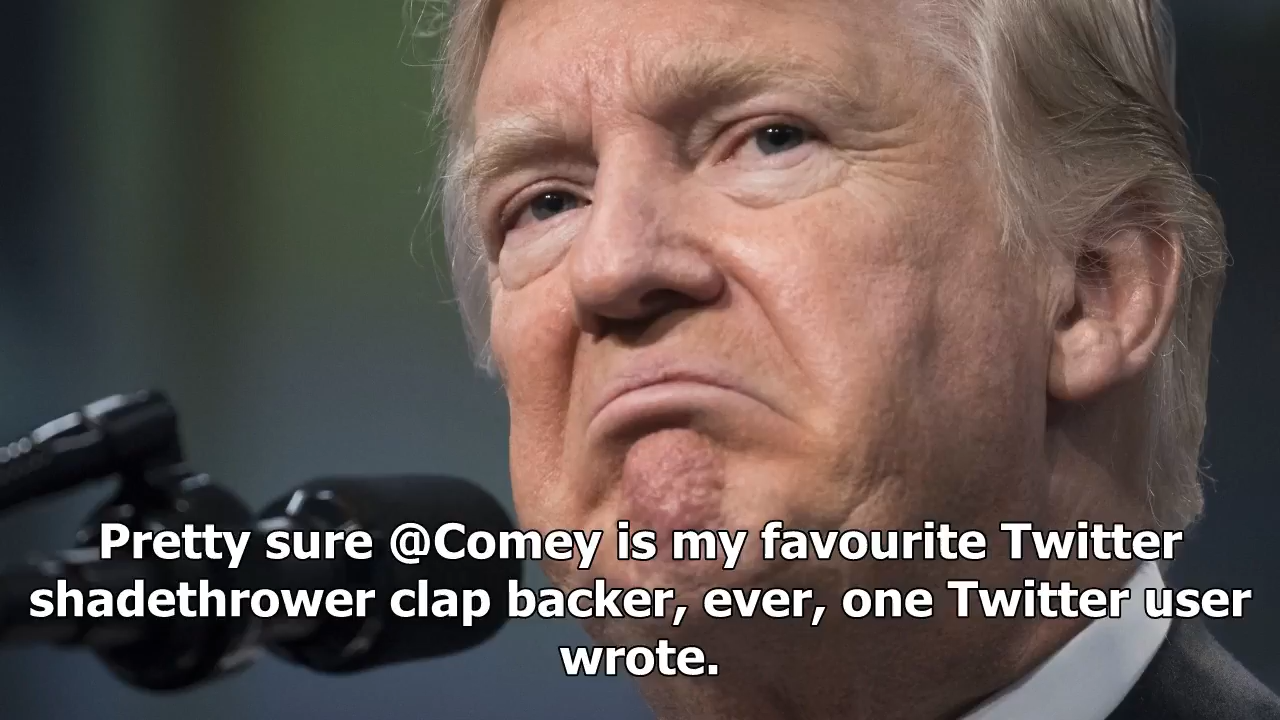 Pretty sure @Comey is my favourite Twitter
shadethrower clap backer, ever, one Twitter user
wrote.